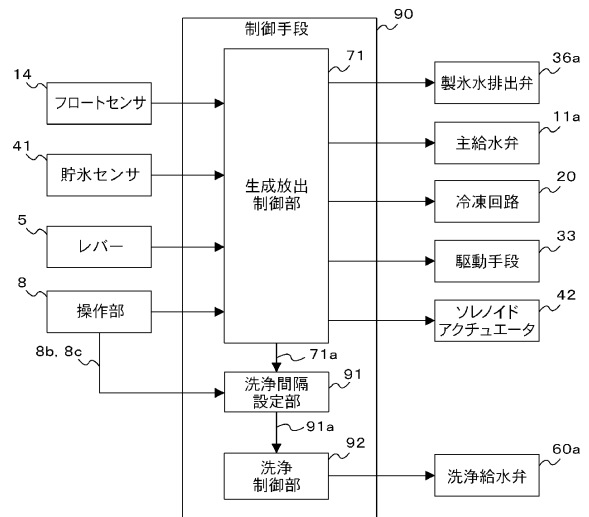 制御手段
90
14
フロートセンサ
41
貯氷センサ
5
レバー
8
操作部
8b, 8c
71
生成放出
制御部
71a
洗浄間隔
設定部
91
91a
洗浄
制御部
92
36a
製氷水排出弁
11a
主給水弁
20
冷凍回路
33
駆動手段
42
ソレノイド
アクチュエータ
60a
洗浄給水弁